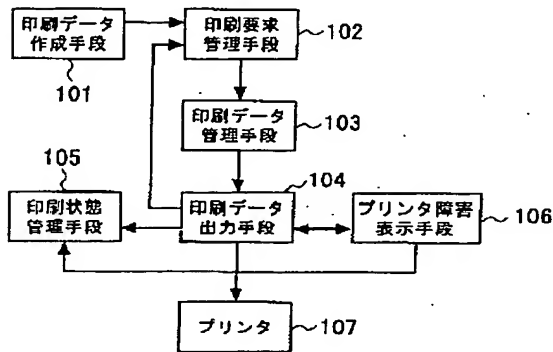 印刷データ
作成手段
101
印刷要求
管理手段
102
印刷データ
管理手段
103
105
印刷状態
管理手段
104
印刷データ
出力手段
プリンタ障害
表示手段
106
プリンタ
107